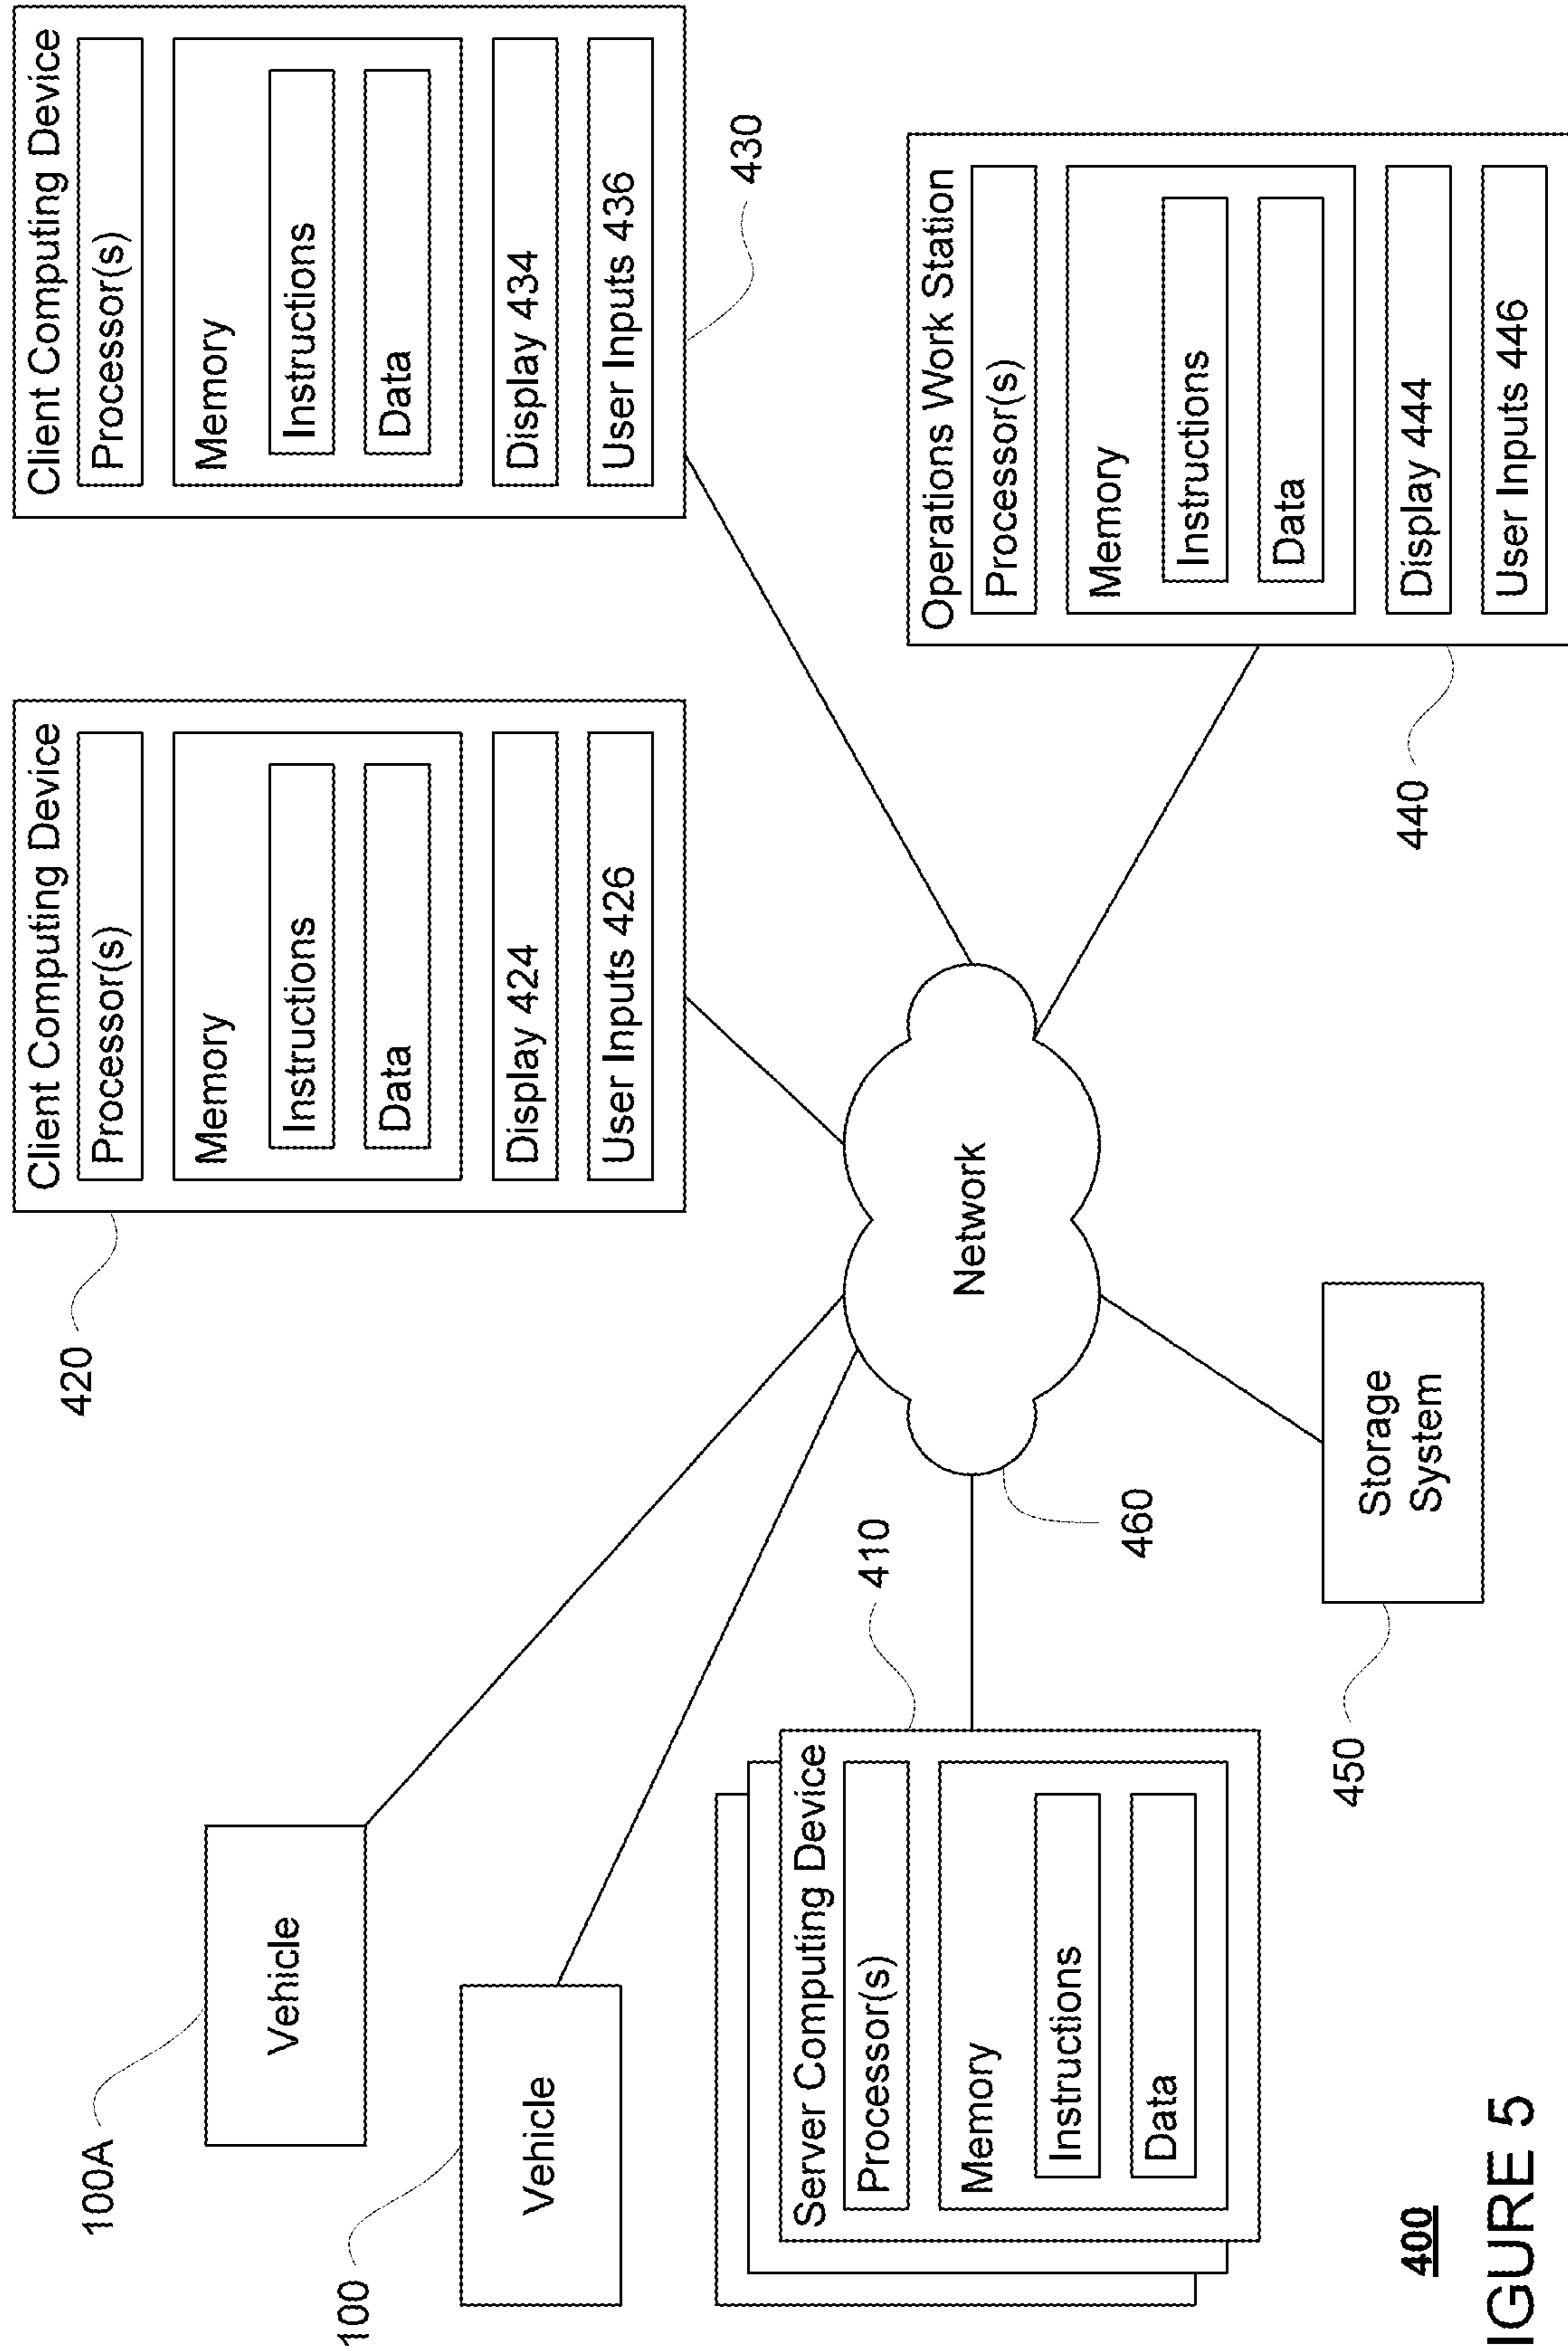 100A
Vehicle
100
Vehicle
420
Client Computing Device
Processor(s)
Memory
Instructions
Data
Display 424
User Inputs 426
Client Computing Device
Processor(s)
Memory
Instructions
Data
Display 434
User Inputs 436
430
Server Computing Device
Processor(s)
Memory
Instructions
Data
410
Network
460
Operations Work Station
Processor(s)
Memory
Instructions
Data
Display 444
User Inputs 446
440
Storage
System
450
400
IGURE 5